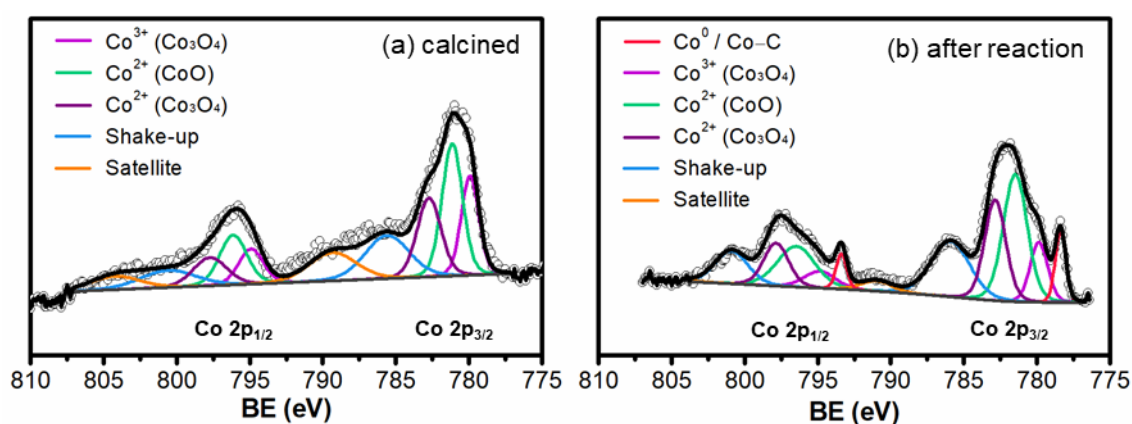 (a) calcined
Co³⁺ (Co₃O₄)
Co²⁺ (CoO)
Co²⁺ (Co₃O₄)
Shake-up
Satellite
Co 2p₁/₂
Co 2p₃/₂
810 805 800 795 790 785 780 775
BE (eV)
(b) after reaction
Co⁰ / Co–C
Co³⁺ (Co₃O₄)
Co²⁺ (CoO)
Co²⁺ (Co₃O₄)
Shake-up
Satellite
Co 2p₁/₂
Co 2p₃/₂
810 805 800 795 790 785 780 775
BE (eV)